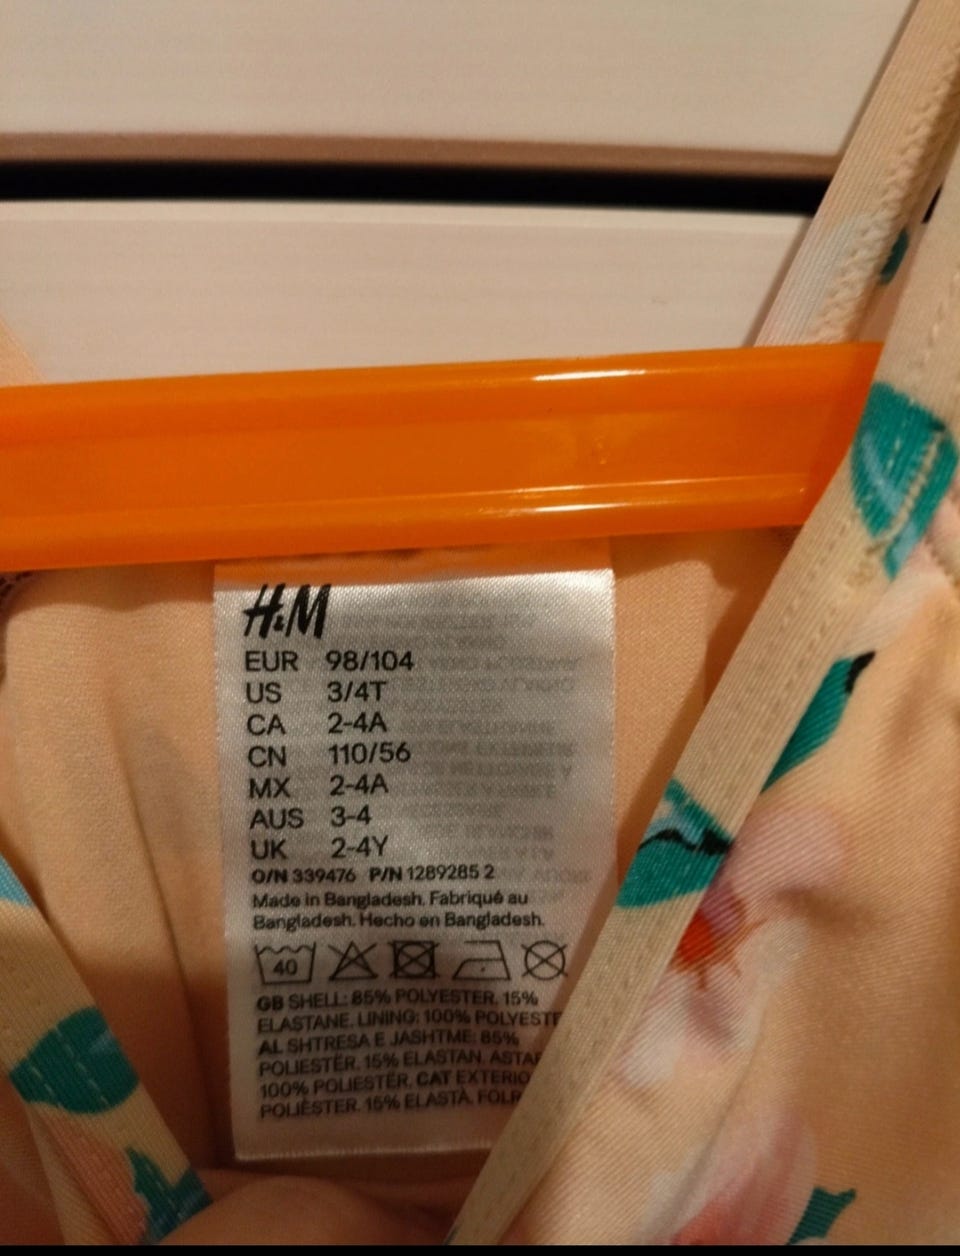 H&M
EUR 98/104
US 3/4T
CA 2-4A
CN 110/56
MX 2-4A
AUS 3-4
UK 2-4Y
O/N 339476 P/N 1289285 2
Made in Bangladesh. Fabriqué au
Bangladesh. Hecho en Bangladesh.
40
GB SHELL: 85% POLYESTER. 15%
ELASTANE. LINING: 100% POLYESTE
AL SHTRESA E JASHTME: 85%
POLIESTËR. 15% ELASTAN. ASTAR
100% POLIESTËR. CAT EXTERIO
POLIÈSTER. 15% ELASTÀ. FOLR